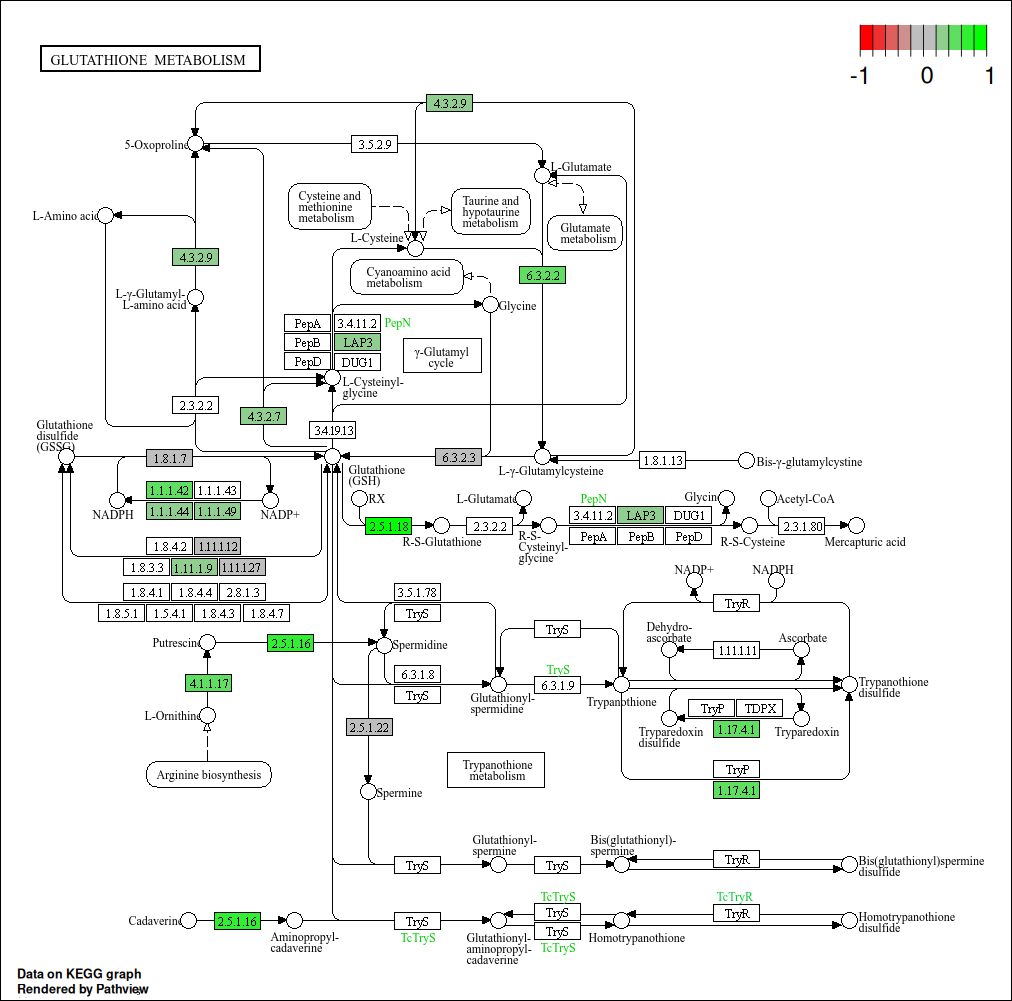 GLUTATHIONE METABOLISM
-1 0 1
4.3.2.9
5-Oxoproline
3.5.2.9
L-Glutamate
Cysteine and
methionine
metabolism
Taurine and
hypotaurine
metabolism
Glutamate
metabolism
L-Amino acid
L-Cysteine
4.3.2.9
Cyanoamino acid
metabolism
6.3.2.2
L-γ-Glutamyl-
L-amino acid
Glycine
PepA 3.4.11.2 PepN
PepB LAP3
PepD DUG1
γ-Glutamyl
cycle
L-Cysteinyl-
glycine
2.3.2.2
4.3.2.7
3.4.19.13
Glutathione
disulfide
(GSSG)
1.8.1.7
6.3.2.3
1.8.1.13
Bis-γ-glutamylcystine
Glutathione
(GSH)
L-γ-Glutamylcysteine
1.1.1.42 1.1.1.43
1.1.1.44 1.1.1.49
NADPH
NADP+
RX
L-Glutamate
PepN
Glycin
Acetyl-CoA
2.5.1.18
R-S-Glutathione
2.3.2.2
R-S-
Cysteinyl-
glycine
3.4.11.2 LAP3 DUG1
PepA PepB PepD
R-S-Cysteine
2.3.1.80
Mercapturic acid
1.8.4.2 1.11.1.12
1.8.3.3 1.11.1.9 1.11.1.27
1.8.4.1 1.8.4.4 2.8.1.3
1.8.5.1 1.5.4.1 1.8.4.3 1.8.4.7
3.5.1.78
TryS
NADP+
NADPH
TryR
Putrescine
2.5.1.16
Spermidine
TryS
Dehydro-
ascorbate
1.11.1.11
Ascorbate
4.1.1.17
6.3.1.8
TryS
Glutathionyl-
spermidine
TryS
6.3.1.9
Trypanothione
Trypanothione
disulfide
L-Ornithine
2.5.1.22
TryP TDPX
1.17.4.1
Tryparedoxin
disulfide
Tryparedoxin
Arginine biosynthesis
Trypanothione
metabolism
TryP
1.17.4.1
Spermine
Glutathionyl-
spermine
Bis(glutathionyl)-
spermine
TryS
TryS
TryR
Bis(glutathionyl)spermine
disulfide
Cadaverine
2.5.1.16
Aminopropyl-
cadaverine
TryS
TcTryS
Glutathionyl-
aminopropyl-
cadaverine
TcTryS
TryS
TryS
TcTryS
Homotrypanothione
TcTryR
TryR
Homotrypanothione
disulfide
Data on KEGG graph
Rendered by Pathview